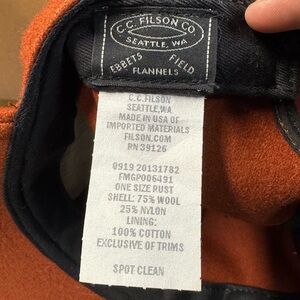 C.C. FILSON CO.
SEATTLE, WA
EBBETS FIELD
FLANNELS
C.C. FILSON
SEATTLE,WA
MADE IN USA OF
IMPORTED MATERIALS
FILSON.COM
RN 39126
0919 20131782
FMGP006491
ONE SIZE RUST
SHELL: 75% WOOL
25% NYLON
LINING:
100% COTTON
EXCLUSIVE OF TRIMS
SPOT CLEAN